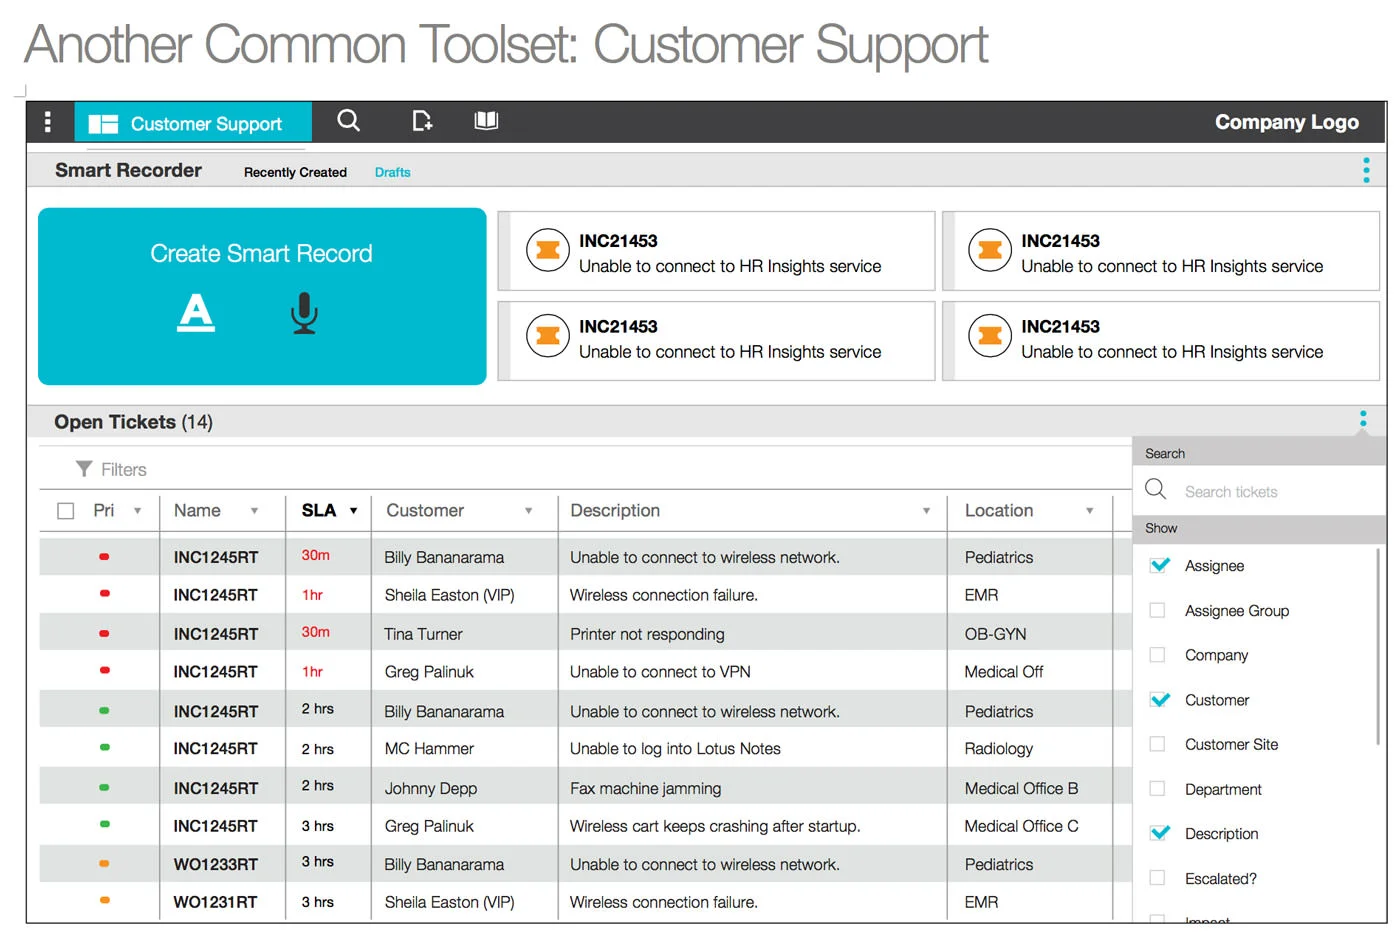 Another Common Toolset: Customer Support
Customer Support
Company Logo
Smart Recorder Recently Created Drafts
Create Smart Record
A
INC21453
Unable to connect to HR Insights service
INC21453
Unable to connect to HR Insights service
INC21453
Unable to connect to HR Insights service
INC21453
Unable to connect to HR Insights service
Open Tickets (14)
Filters
Pri Name SLA Customer Description Location
INC1245RT 30m Billy Bananarama Unable to connect to wireless network. Pediatrics
INC1245RT 1hr Sheila Easton (VIP) Wireless connection failure. EMR
INC1245RT 30m Tina Turner Printer not responding OB-GYN
INC1245RT 1hr Greg Palinuk Unable to connect to VPN Medical Off
INC1245RT 2 hrs Billy Bananarama Unable to connect to wireless network. Pediatrics
INC1245RT 2 hrs MC Hammer Unable to log into Lotus Notes Radiology
INC1245RT 2 hrs Johnny Depp Fax machine jamming Medical Office B
INC1245RT 3 hrs Greg Palinuk Wireless cart keeps crashing after startup. Medical Office C
WO1233RT 3 hrs Billy Bananarama Unable to connect to wireless network. Pediatrics
WO1231RT 3 hrs Sheila Easton (VIP) Wireless connection failure. EMR
Search
Search tickets
Show
Assignee
Assignee Group
Company
Customer
Customer Site
Department
Description
Escalated?